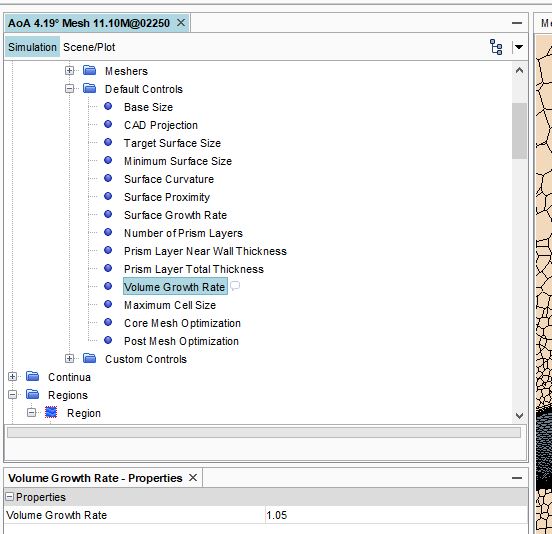 AoA 4.19° Mesh 11.10M@02250
Me
Simulation Scene/Plot
Meshers
Default Controls
Base Size
CAD Projection
Target Surface Size
Minimum Surface Size
Surface Curvature
Surface Proximity
Surface Growth Rate
Number of Prism Layers
Prism Layer Near Wall Thickness
Prism Layer Total Thickness
Volume Growth Rate
Maximum Cell Size
Core Mesh Optimization
Post Mesh Optimization
Custom Controls
Continua
Regions
Region
Volume Growth Rate - Properties
Properties
Volume Growth Rate 1.05